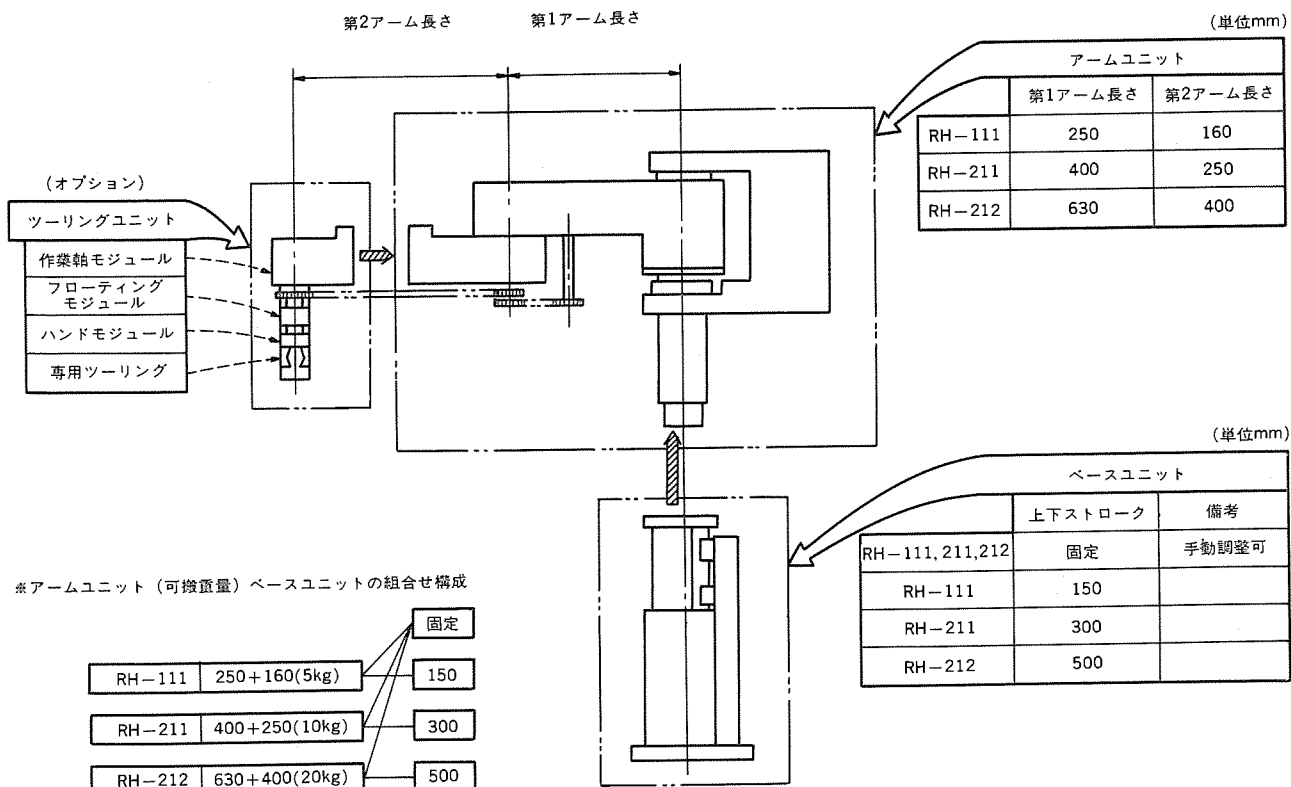 第2アーム長さ
第1アーム長さ
(単位mm)
アームユニット
第1アーム長さ 第2アーム長さ
RH-111 250 160
RH-211 400 250
RH-212 630 400
(オプション)
ツーリングユニット
作業軸モジュール
フローティング
モジュール
ハンドモジュール
専用ツーリング
(単位mm)
ベースユニット
上下ストローク 備考
RH-111,211,212 固定 手動調整可
RH-111 150
RH-211 300
RH-212 500
※アームユニット(可搬重量)ベースユニットの組合せ構成
固定
RH-111 250+160(5kg) 150
RH-211 400+250(10kg) 300
RH-212 630+400(20kg) 500